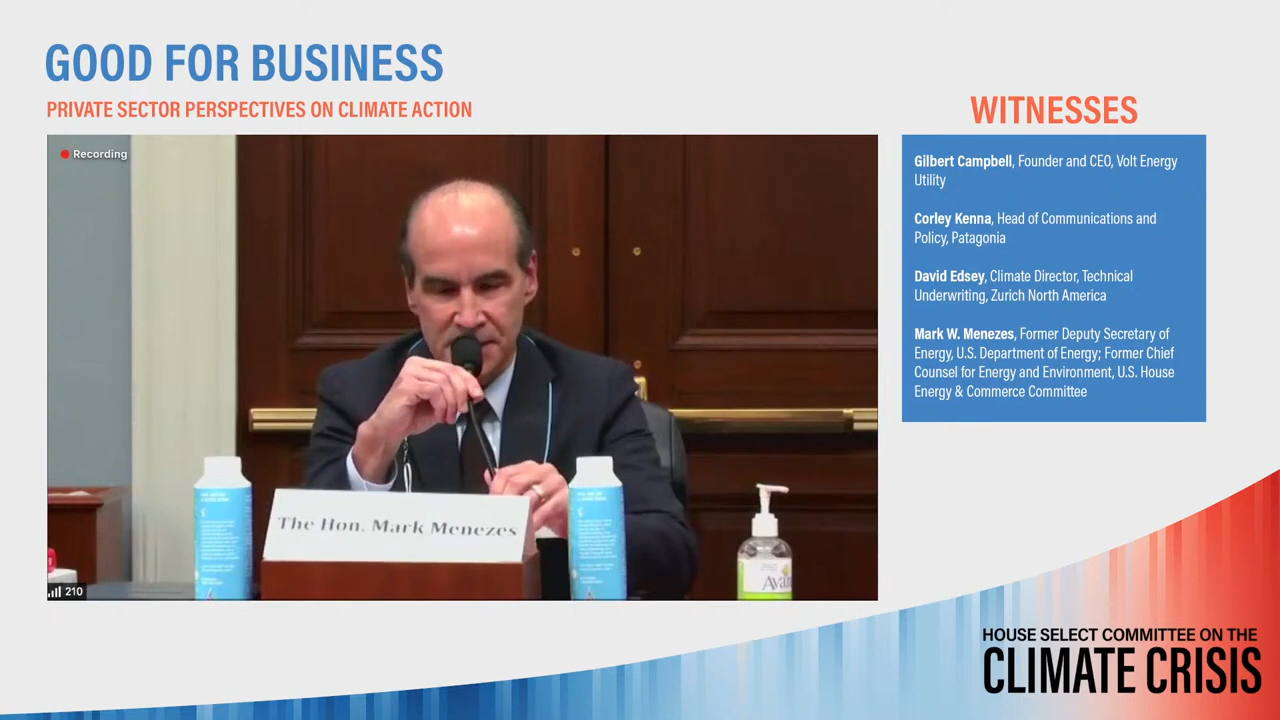 GOOD FOR BUSINESS
PRIVATE SECTOR PERSPECTIVES ON CLIMATE ACTION
Recording
The Hon. Mark Menezes
210
WITNESSES
Gilbert Campbell, Founder and CEO, Volt Energy
Utility
Corley Kenna, Head of Communications and
Policy, Patagonia
David Edsey, Climate Director, Technical
Underwriting, Zurich North America
Mark W. Menezes, Former Deputy Secretary of
Energy, U.S. Department of Energy; Former Chief
Counsel for Energy and Environment, U.S. House
Energy & Commerce Committee
HOUSE SELECT COMMITTEE ON THE
CLIMATE CRISIS